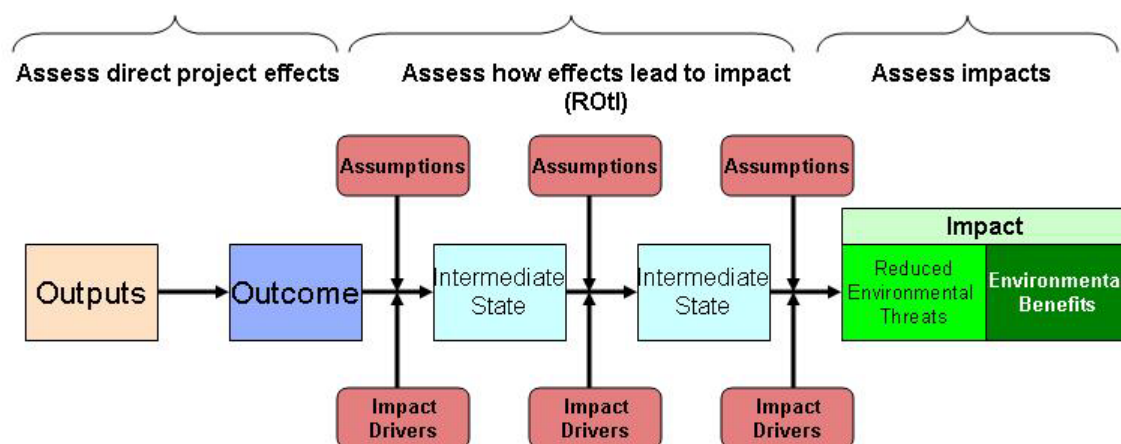 Assess direct project effects
Assess how effects lead to impact
(ROtI)
Assess impacts
Assumptions
Assumptions
Assumptions
Outputs
Outcome
Intermediate
State
Intermediate
State
Impact
Reduced
Environmental
Threats
Environmental
Benefits
Impact
Drivers
Impact
Drivers
Impact
Drivers